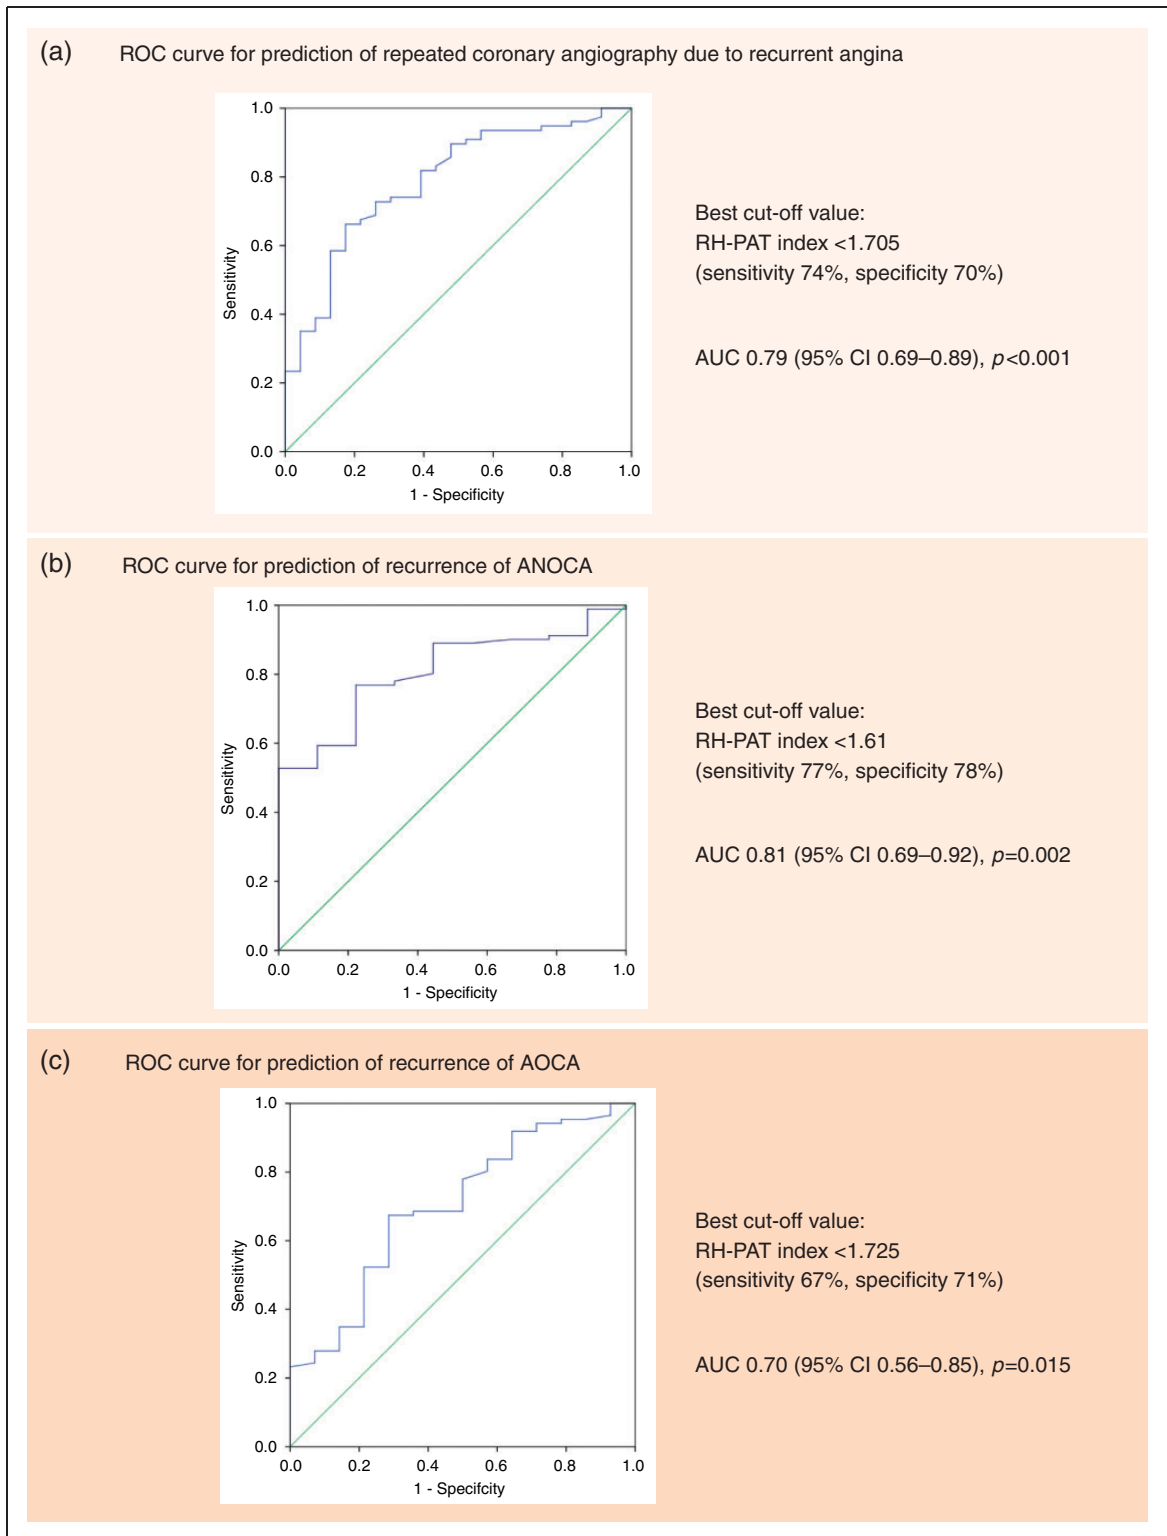 (a) ROC curve for prediction of repeated coronary angiography due to recurrent angina
1.0
0.8
0.6
0.4
0.2
0.0
Sensitivity
0.0 0.2 0.4 0.6 0.8 1.0
1 - Specificity
Best cut-off value:
RH-PAT index <1.705
(sensitivity 74%, specificity 70%)
AUC 0.79 (95% CI 0.69–0.89), p<0.001
(b) ROC curve for prediction of recurrence of ANOCA
1.0
0.8
0.6
0.4
0.2
0.0
Sensitivity
0.0 0.2 0.4 0.6 0.8 1.0
1 - Specificity
Best cut-off value:
RH-PAT index <1.61
(sensitivity 77%, specificity 78%)
AUC 0.81 (95% CI 0.69–0.92), p=0.002
(c) ROC curve for prediction of recurrence of AOCA
1.0
0.8
0.6
0.4
0.2
0.0
Sensitivity
0.0 0.2 0.4 0.6 0.8 1.0
1 - Specifcity
Best cut-off value:
RH-PAT index <1.725
(sensitivity 67%, specificity 71%)
AUC 0.70 (95% CI 0.56–0.85), p=0.015